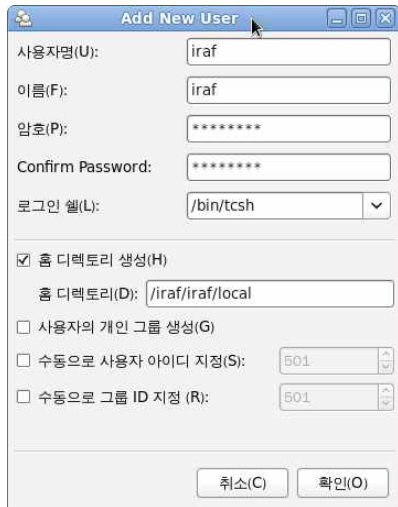 Add New User
사용자명(U): iraf
이름(F): iraf
암호(P): ********
Confirm Password: ********
로그인 쉘(L): /bin/tcsh
홈 디렉토리 생성(H)
홈 디렉토리(D): /iraf/iraf/local
사용자의 개인 그룹 생성(G)
수동으로 사용자 아이디 지정(S): 501
수동으로 그룹 ID 지정 (R): 501
취소(C) 확인(O)